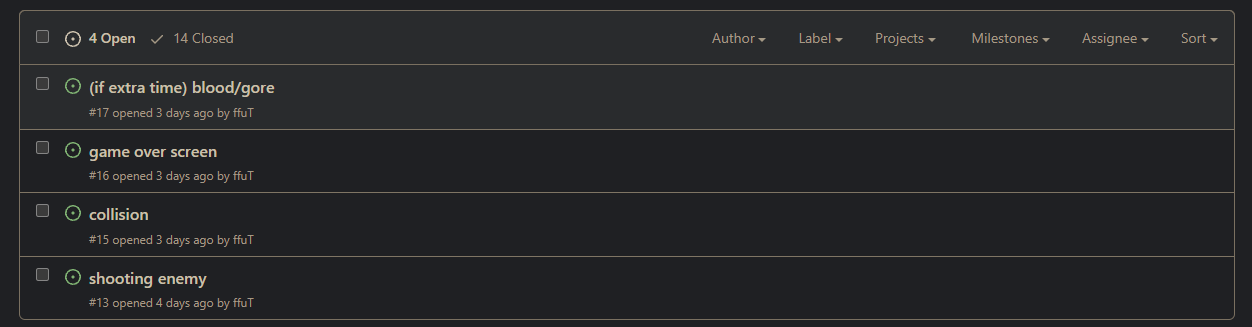 4 Open 14 Closed Author Label Projects Milestones Assignee Sort
(if extra time) blood/gore
#17 opened 3 days ago by ffuT
game over screen
#16 opened 3 days ago by ffuT
collision
#15 opened 3 days ago by ffuT
shooting enemy
#13 opened 4 days ago by ffuT